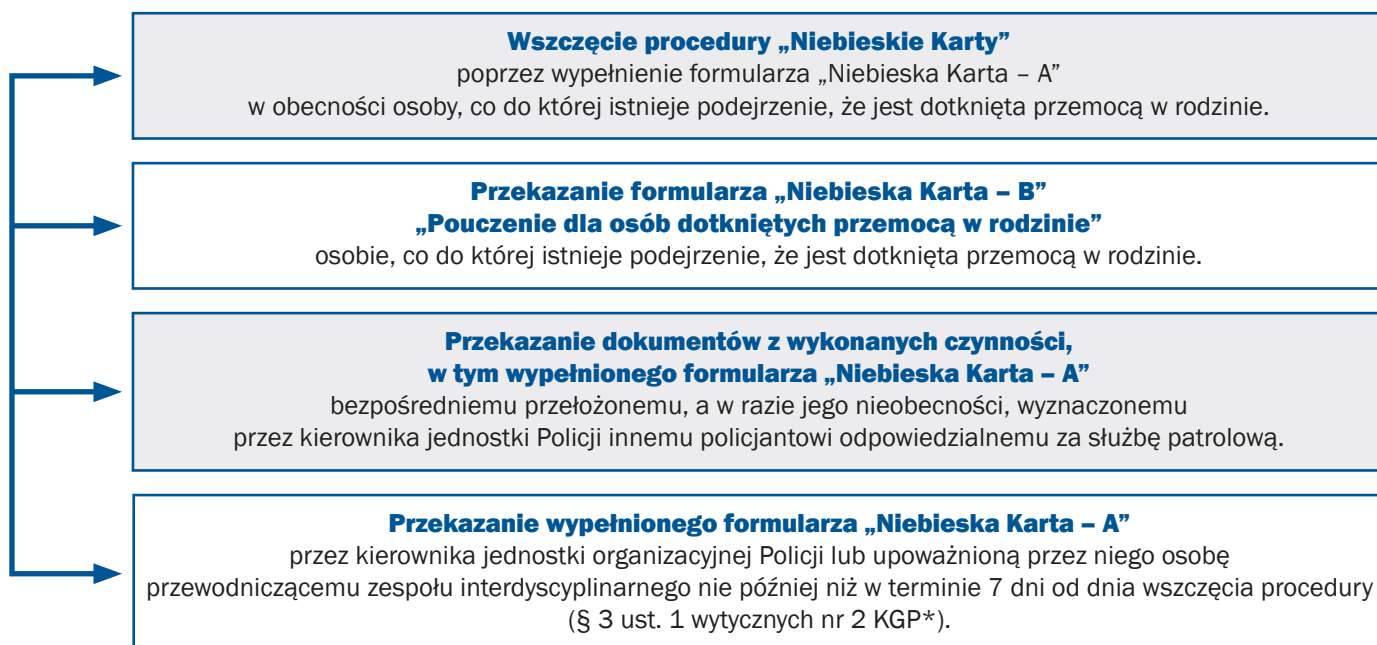 Wszczęcie procedury „Niebieskie Karty”
poprzez wypełnienie formularza „Niebieska Karta – A”
w obecności osoby, co do której istnieje podejrzenie, że jest dotknięta przemocą w rodzinie.
Przekazanie formularza „Niebieska Karta – B”
„Pouczenie dla osób dotkniętych przemocą w rodzinie”
osobie, co do której istnieje podejrzenie, że jest dotknięta przemocą w rodzinie.
Przekazanie dokumentów z wykonanych czynności,
w tym wypełnionego formularza „Niebieska Karta – A”
bezpośredniemu przełożonemu, a w razie jego nieobecności, wyznaczonemu
przez kierownika jednostki Policji innemu policjantowi odpowiedzialnemu za służbę patrolową.
Przekazanie wypełnionego formularza „Niebieska Karta – A”
przez kierownika jednostki organizacyjnej Policji lub upoważnioną przez niego osobę
przewodniczącemu zespołu interdyscyplinarnego nie później niż w terminie 7 dni od dnia wszczęcia procedury
(§ 3 ust. 1 wytycznych nr 2 KGP*).